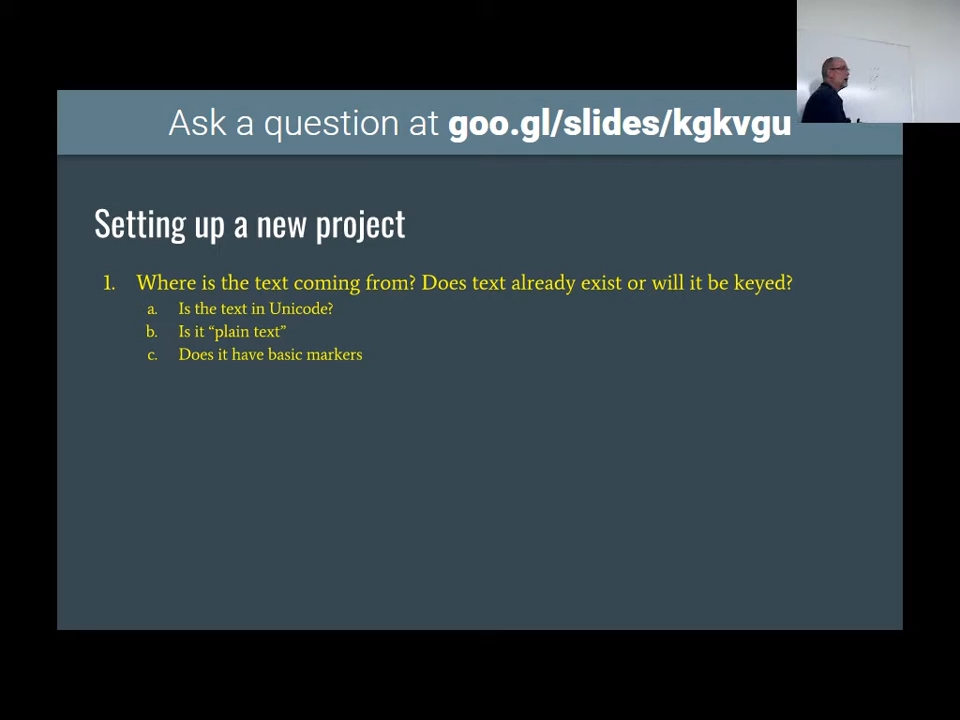 Ask a question at goo.gl/slides/kgkvgu
Setting up a new project
1. Where is the text coming from? Does text already exist or will it be keyed?
a. Is the text in Unicode?
b. Is it “plain text”
c. Does it have basic markers